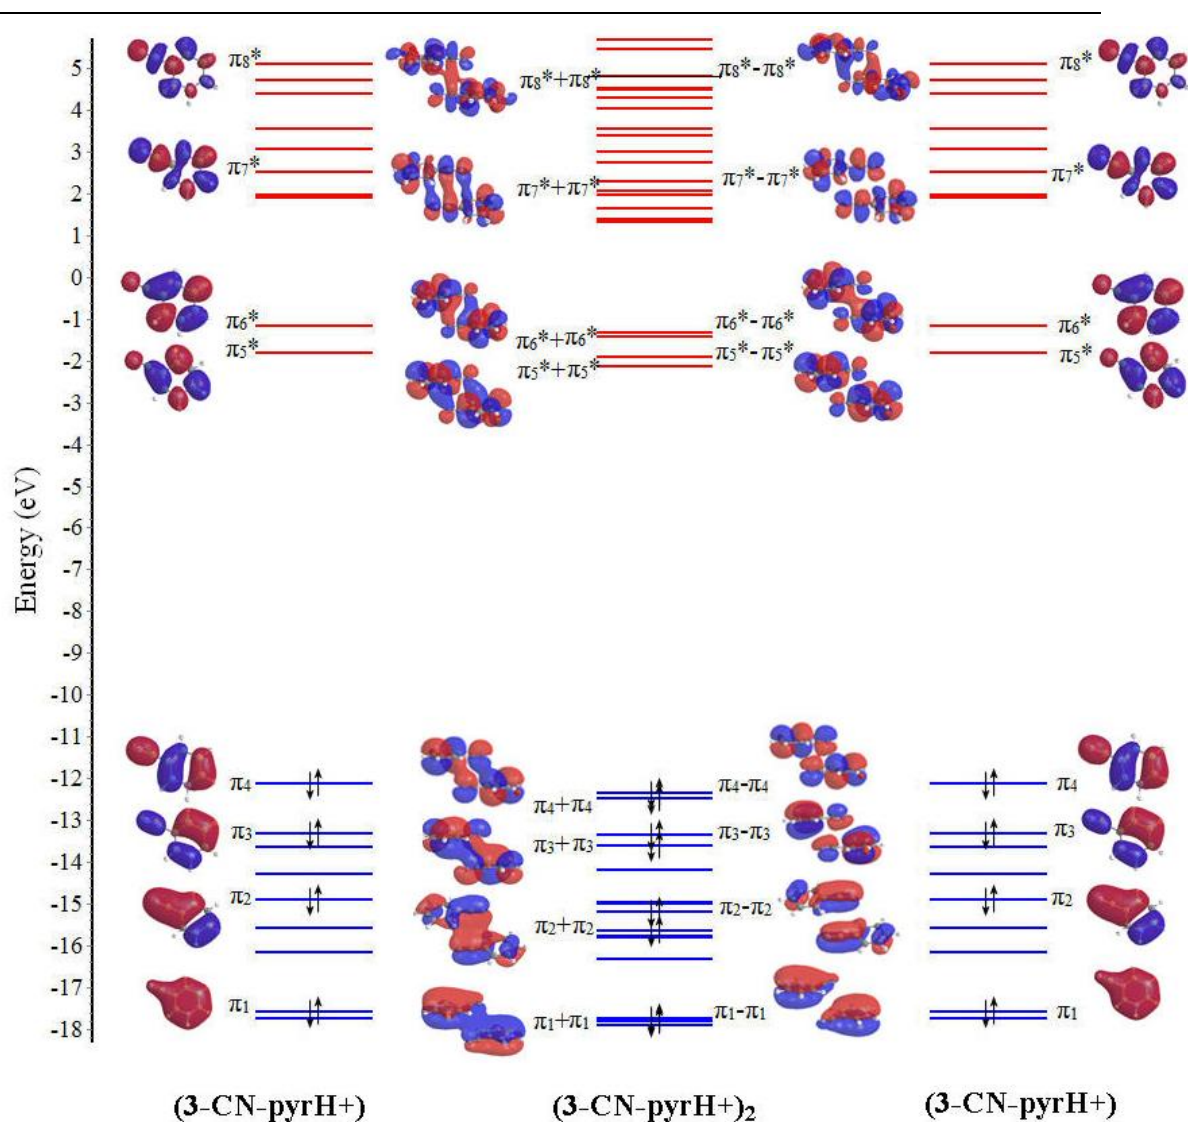 5
4
3
2
1
0
-1
-2
-3
-4
-5
-6
-7
-8
-9
-10
-11
-12
-13
-14
-15
-16
-17
-18
Energy (eV)
π8* π8*+π8* π8*-π8* π8*
π7* π7*+π7* π7*-π7* π7*
π6* π6*+π6* π6*-π6* π6*
π5* π5*+π5* π5*-π5* π5*
π4 π4+π4 π4-π4 π4
π3 π3+π3 π3-π3 π3
π2 π2+π2 π2-π2 π2
π1 π1+π1 π1-π1 π1
(3-CN-pyrH+) (3-CN-pyrH+)2 (3-CN-pyrH+)